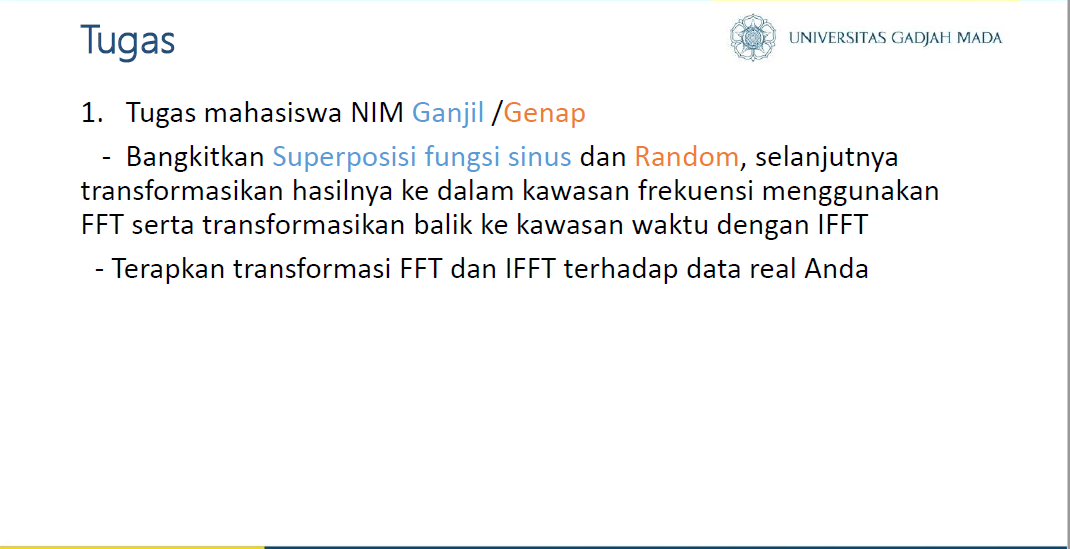 Tugas
UNIVERSITAS GADJAH MADA
1. Tugas mahasiswa NIM Ganjil /Genap
- Bangkitkan Superposisi fungsi sinus dan Random, selanjutnya
transformasikan hasilnya ke dalam kawasan frekuensi menggunakan
FFT serta transformasikan balik ke kawasan waktu dengan IFFT
- Terapkan transformasi FFT dan IFFT terhadap data real Anda